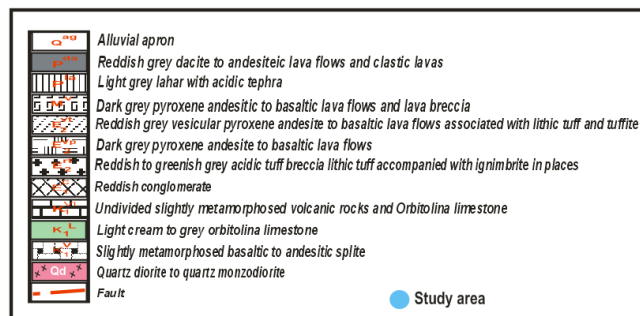 Q ag Alluvial apron
P da Reddish grey dacite to andesiteic lava flows and clastic lavas
P la Light grey lahar with acidic tephra
Dark grey pyroxene andesitic to basaltic lava flows and lava breccia
Reddish grey vesicular pyroxene andesite to basaltic lava flows associated with lithic tuff and tuffite
Dark grey pyroxene andesite to basaltic lava flows
Reddish to greenish grey acidic tuff breccia lithic tuff accompanied with ignimbrite in places
Reddish conglomerate
Undivided slightly metamorphosed volcanic rocks and Orbitolina limestone
K1 L Light cream to grey orbitolina limestone
Slightly metamorphosed basaltic to andesitic splite
Qd Quartz diorite to quartz monzodiorite
Fault
Study area